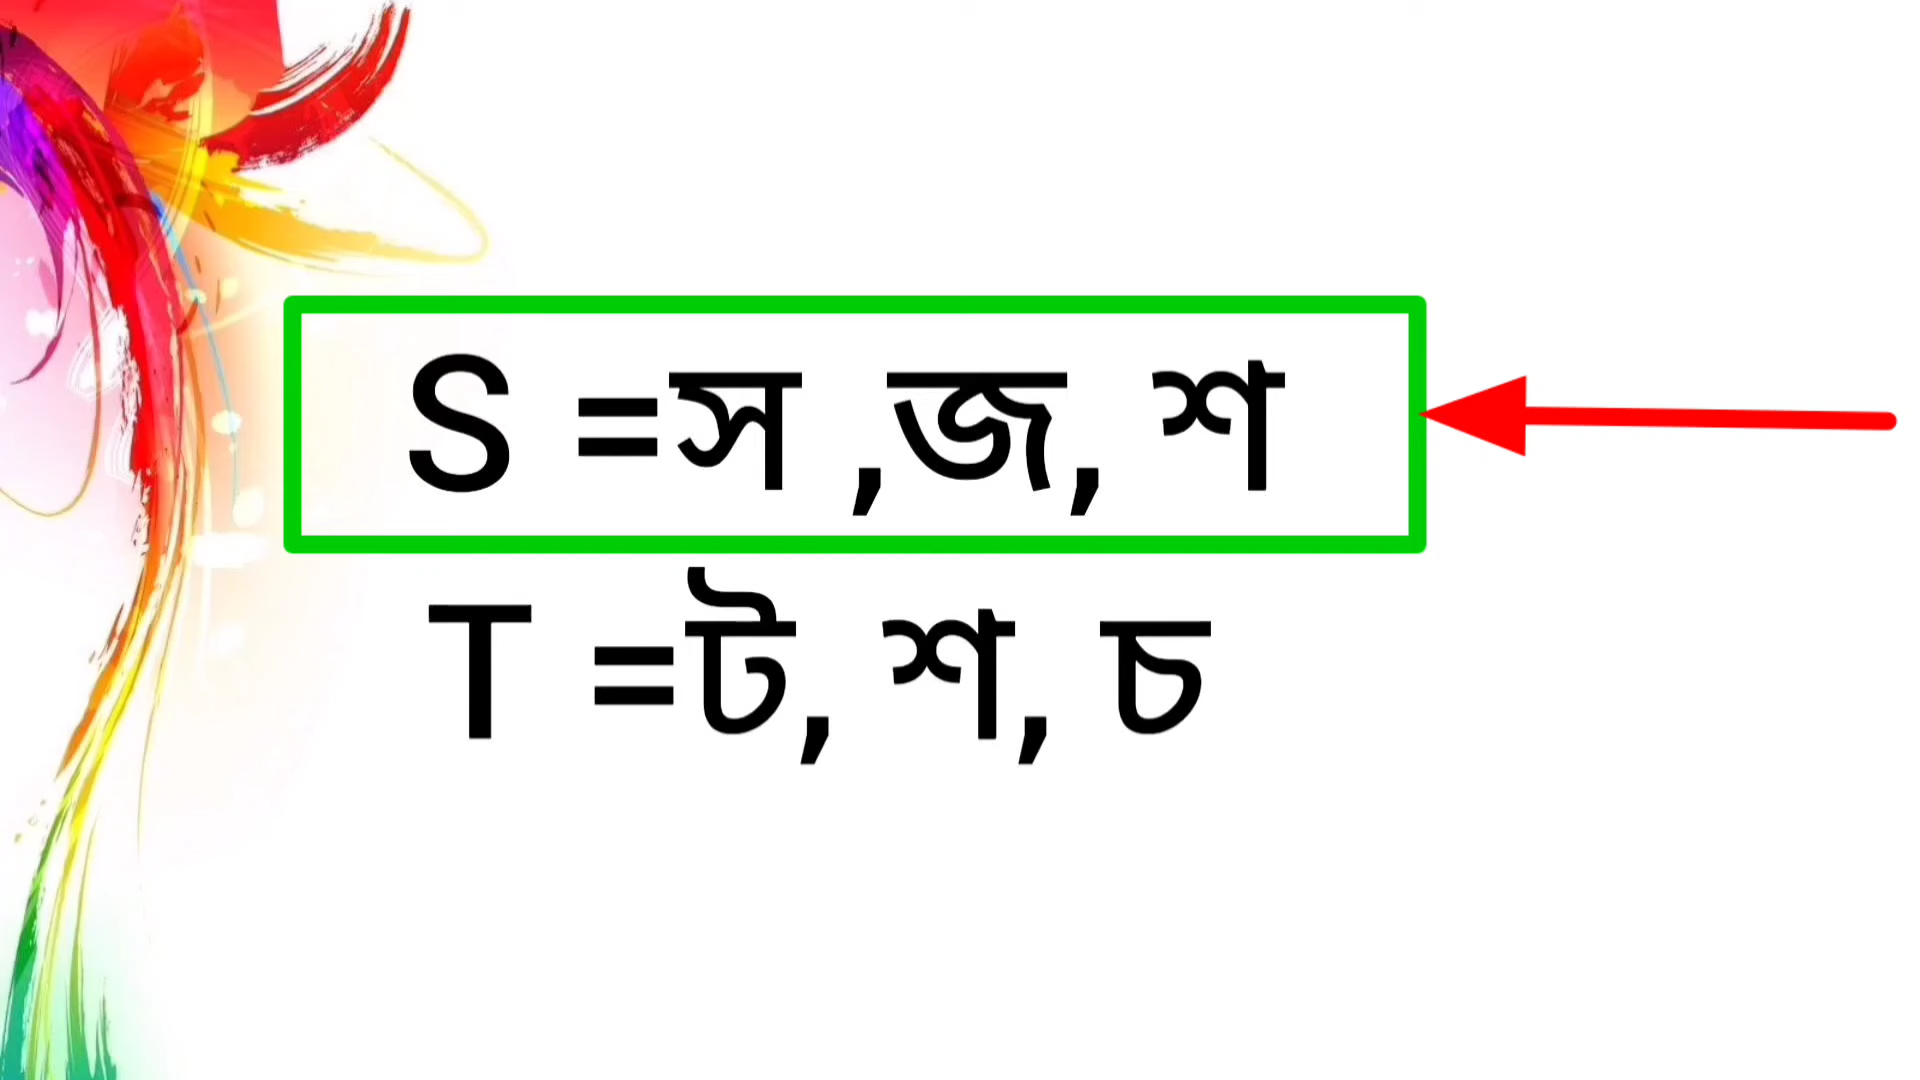 S =স ,জ, শ
T =ট, শ, চ